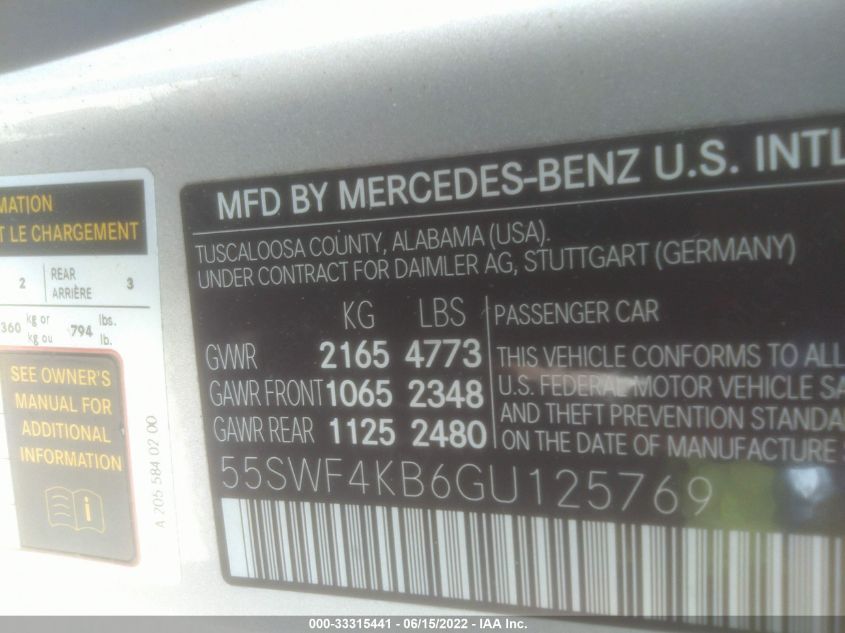 MATION
T LE CHARGEMENT
2 REAR ARRIÈRE 3
360 kg or kg ou 794 lbs. lb.
SEE OWNER'S
MANUAL FOR
ADDITIONAL
INFORMATION
A 205 584 02 00
MFD BY MERCEDES-BENZ U.S. INTL
TUSCALOOSA COUNTY, ALABAMA (USA).
UNDER CONTRACT FOR DAIMLER AG, STUTTGART (GERMANY)
KG LBS
GVWR 2165 4773
GAWR FRONT 1065 2348
GAWR REAR 1125 2480
PASSENGER CAR
THIS VEHICLE CONFORMS TO ALL
U.S. FEDERAL MOTOR VEHICLE SA
AND THEFT PREVENTION STANDA
ON THE DATE OF MANUFACTURE S
55SWF4KB6GU125769
000-33315441 - 06/15/2022 - IAA Inc.